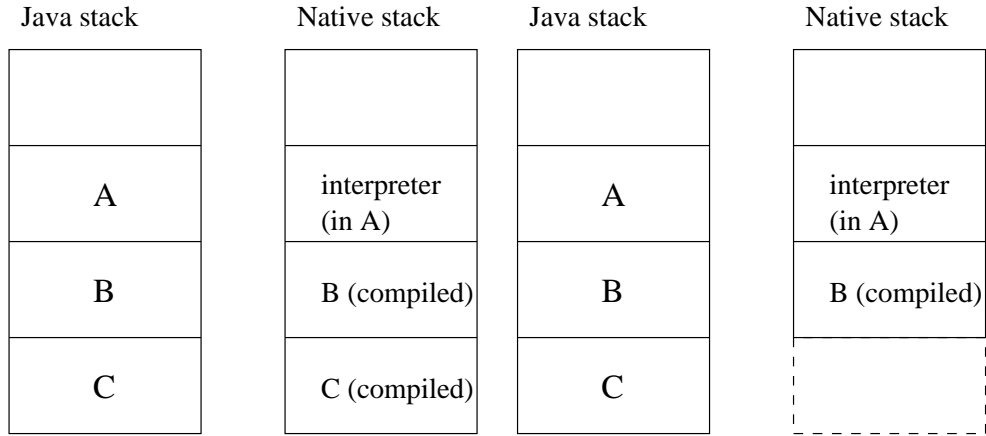 Java stack
Native stack
Java stack
Native stack
A
interpreter
(in A)
A
interpreter
(in A)
B
B (compiled)
B
B (compiled)
C
C (compiled)
C